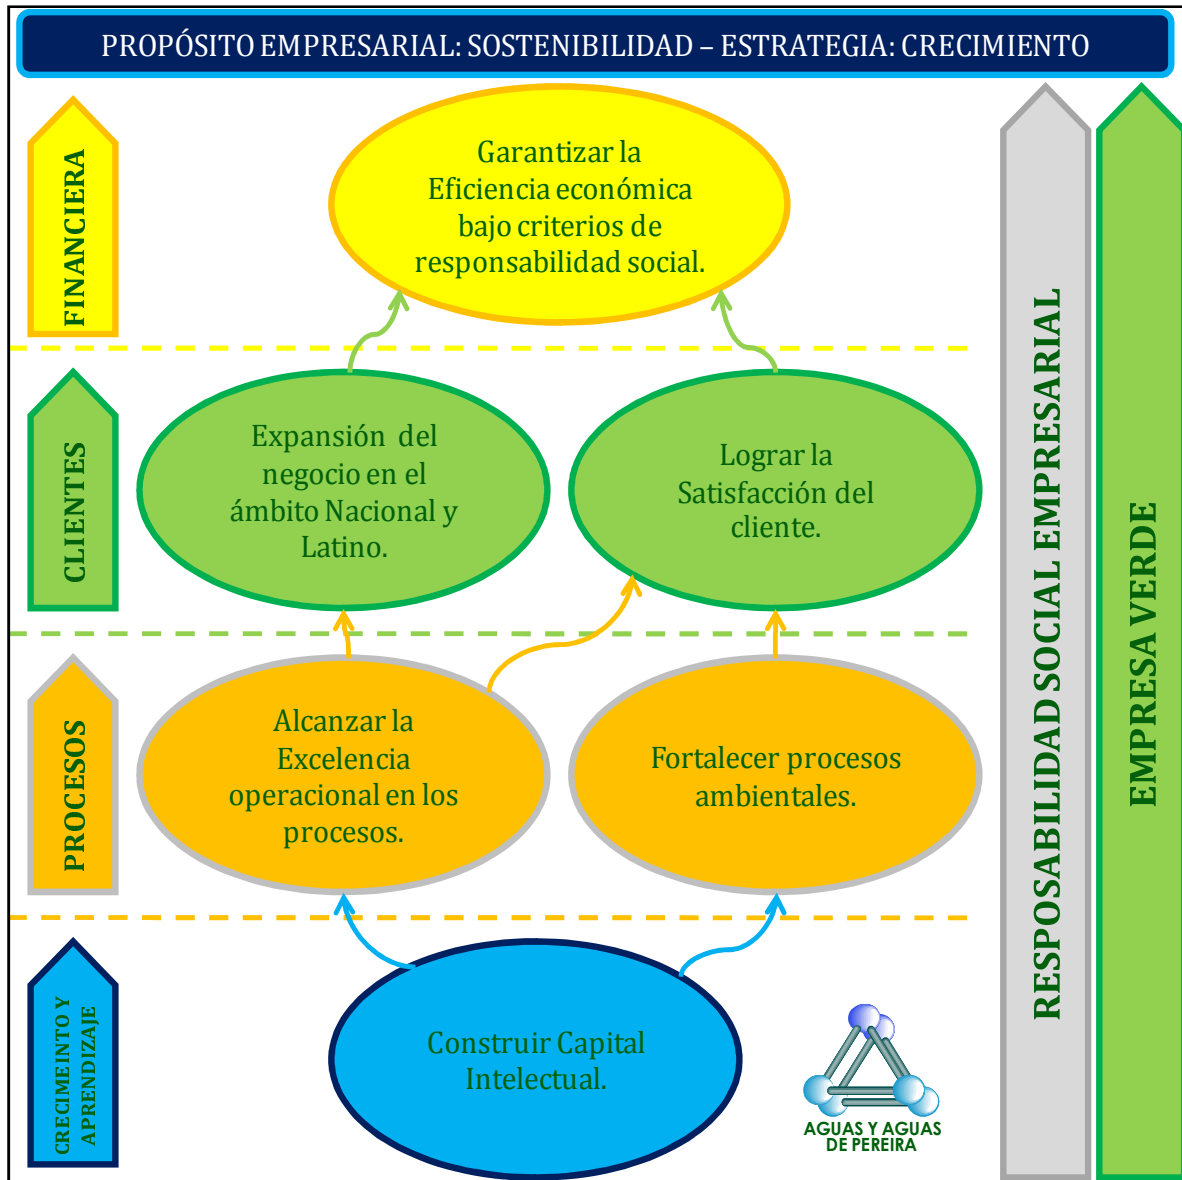 PROPÓSITO EMPRESARIAL: SOSTENIBILIDAD – ESTRATEGIA: CRECIMIENTO
FINANCIERA
Garantizar la
Eficiencia económica
bajo criterios de
responsabilidad social.
CLIENTES
Expansión del
negocio en el
ámbito Nacional y
Latino.
Lograr la
Satisfacción del
cliente.
PROCESOS
Alcanzar la
Excelencia
operacional en los
procesos.
Fortalecer procesos
ambientales.
CRECIMEINTO Y
APRENDIZAJE
Construir Capital
Intelectual.
AGUAS Y AGUAS
DE PEREIRA
RESPOSABILIDAD SOCIAL EMPRESARIAL
EMPRESA VERDE